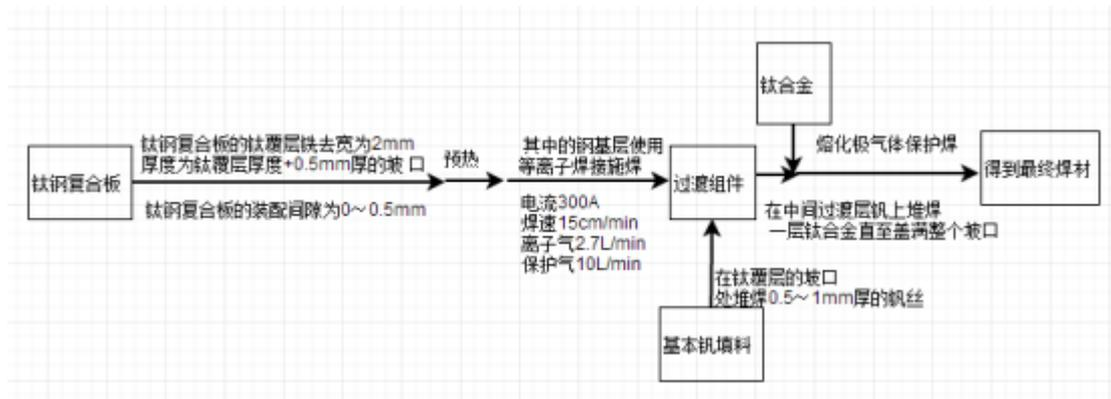 钛合金
钛钢复合板的钛覆层铣去宽为2mm
厚度为钛覆层厚度+0.5mm厚的坡 口
预热
其中的钢基层使用
等离子焊接施焊
熔化极气体保护焊
钛钢复合板
过渡组件
得到最终焊材
钛钢复合板的装配间隙为0～0.5mm
电流300A
焊速15cm/min
离子气2.7L/min
保护气10L/min
在中间过渡层钒上堆焊
一层钛合金直至盖满整个坡口
在钛覆层的坡口
处堆焊0.5～1mm厚的钒丝
基本钒填料